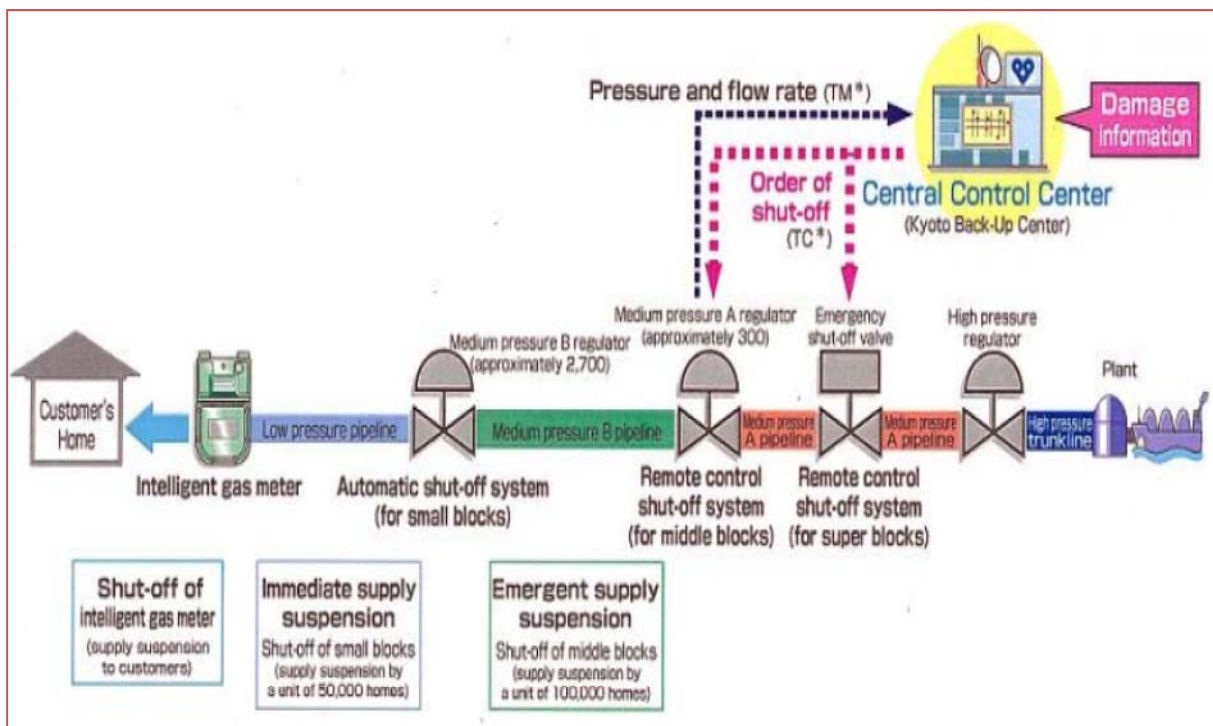 Pressure and flow rate (TM*)
Damage
information
Order of
shut-off
(TC*)
Central Control Center
(Kyoto Back-Up Center)
Medium pressure B regulator
(approximately 2,700)
Medium pressure A regulator
(approximately 300)
Emergency
shut-off valve
High pressure
regulator
Plant
Customer's
Home
Low pressure pipeline
Medium pressure B pipeline
Medium pressure
A pipeline
Medium pressure
A pipeline
High pressure
trunkline
Intelligent gas meter
Automatic shut-off system
(for small blocks)
Remote control
shut-off system
(for middle blocks)
Remote control
shut-off system
(for super blocks)
Shut-off of
intelligent gas meter
(supply suspension
to customers)
Immediate supply
suspension
Shut-off of small blocks
(supply suspension by
a unit of 50,000 homes)
Emergent supply
suspension
Shut-off of middle blocks
(supply suspension by
a unit of 100,000 homes)